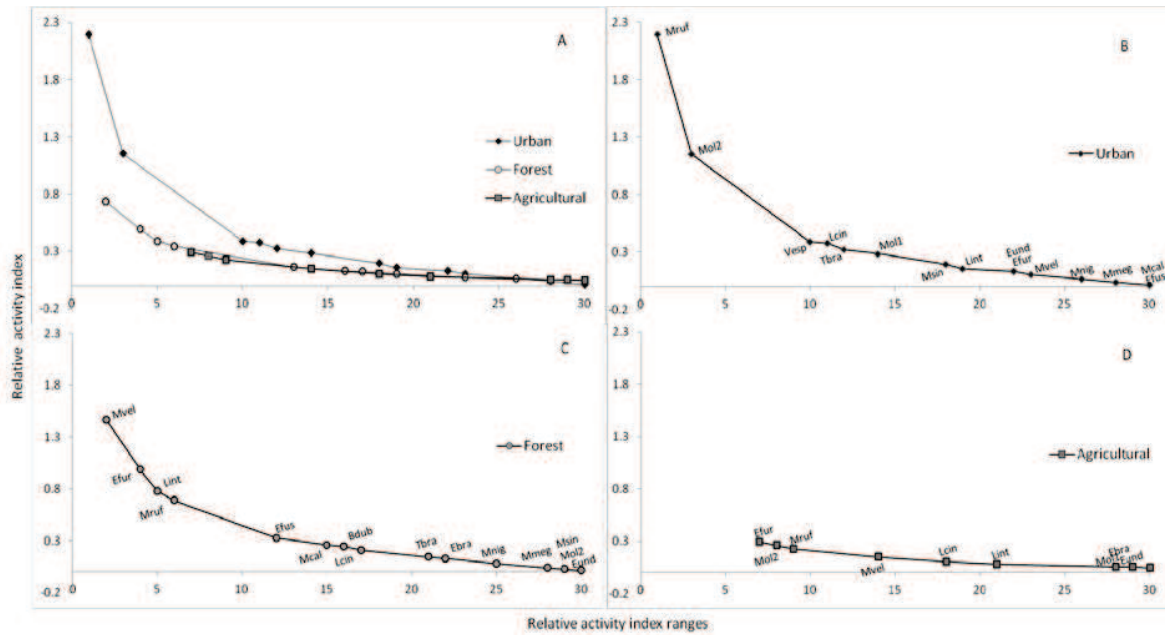 2.3
1.8
1.3
0.8
0.3
-0.2
A
Urban
Forest
Agricultural
0 5 10 15 20 25 30
2.3
1.8
1.3
0.8
0.3
-0.2
B
Mruf
Mol2
Vesp
Lcin
Tbra
Mol1
Msin
Lint
Eund
Efur
Mvel
Mnig
Mmeg
Mcal
Efus
Urban
0 5 10 15 20 25 30
Relative activity index
2.3
1.8
1.3
0.8
0.3
-0.2
C
Mvel
Efur
Lint
Mruf
Efus
Mcal
Bdub
Lcin
Tbra
Ebra
Mnig
Mmeg
Msin
Mol2
Eund
Forest
0 5 10 15 20 25 30
2.3
1.8
1.3
0.8
0.3
-0.2
D
Efur
Mol2
Mruf
Mvel
Lcin
Lint
Ebra
Mol1
Eund
Agricultural
0 5 10 15 20 25 30
Relative activity index ranges